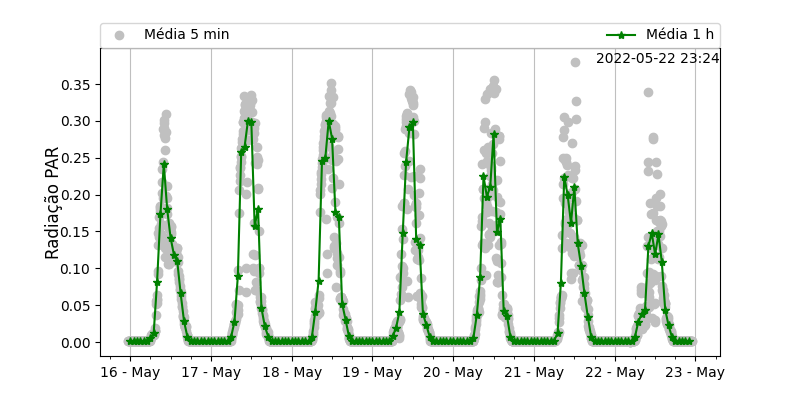 Média 5 min
Média 1 h
2022-05-22 23:24
Radiação PAR
0.35
0.30
0.25
0.20
0.15
0.10
0.05
0.00
16 - May
17 - May
18 - May
19 - May
20 - May
21 - May
22 - May
23 - May